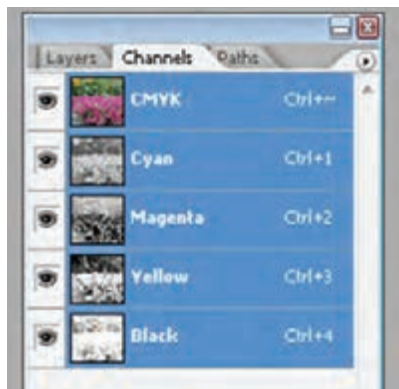 Layers Channels Paths
CMYK Ctrl+~
Cyan Ctrl+1
Magenta Ctrl+2
Yellow Ctrl+3
Black Ctrl+4